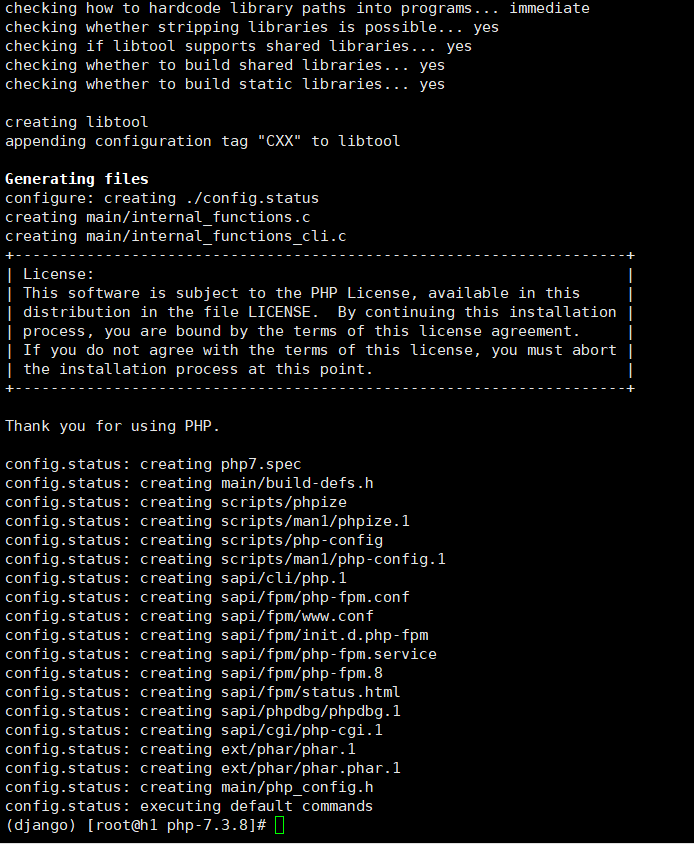 checking how to hardcode library paths into programs... immediate
checking whether stripping libraries is possible... yes
checking if libtool supports shared libraries... yes
checking whether to build shared libraries... yes
checking whether to build static libraries... yes

creating libtool
appending configuration tag "CXX" to libtool

Generating files
configure: creating ./config.status
creating main/internal_functions.c
creating main/internal_functions_cli.c
+--------------------------------------------------------------------+
| License:                                                           |
| This software is subject to the PHP License, available in this     |
| distribution in the file LICENSE.  By continuing this installation |
| process, you are bound by the terms of this license agreement.     |
| If you do not agree with the terms of this license, you must abort |
| the installation process at this point.                            |
+--------------------------------------------------------------------+

Thank you for using PHP.

config.status: creating php7.spec
config.status: creating main/build-defs.h
config.status: creating scripts/phpize
config.status: creating scripts/man1/phpize.1
config.status: creating scripts/php-config
config.status: creating scripts/man1/php-config.1
config.status: creating sapi/cli/php.1
config.status: creating sapi/fpm/php-fpm.conf
config.status: creating sapi/fpm/www.conf
config.status: creating sapi/fpm/init.d.php-fpm
config.status: creating sapi/fpm/php-fpm.service
config.status: creating sapi/fpm/php-fpm.8
config.status: creating sapi/fpm/status.html
config.status: creating sapi/phpdbg/phpdbg.1
config.status: creating sapi/cgi/php-cgi.1
config.status: creating ext/phar/phar.1
config.status: creating ext/phar/phar.phar.1
config.status: creating main/php_config.h
config.status: executing default commands
(django) [root@h1 php-7.3.8]#